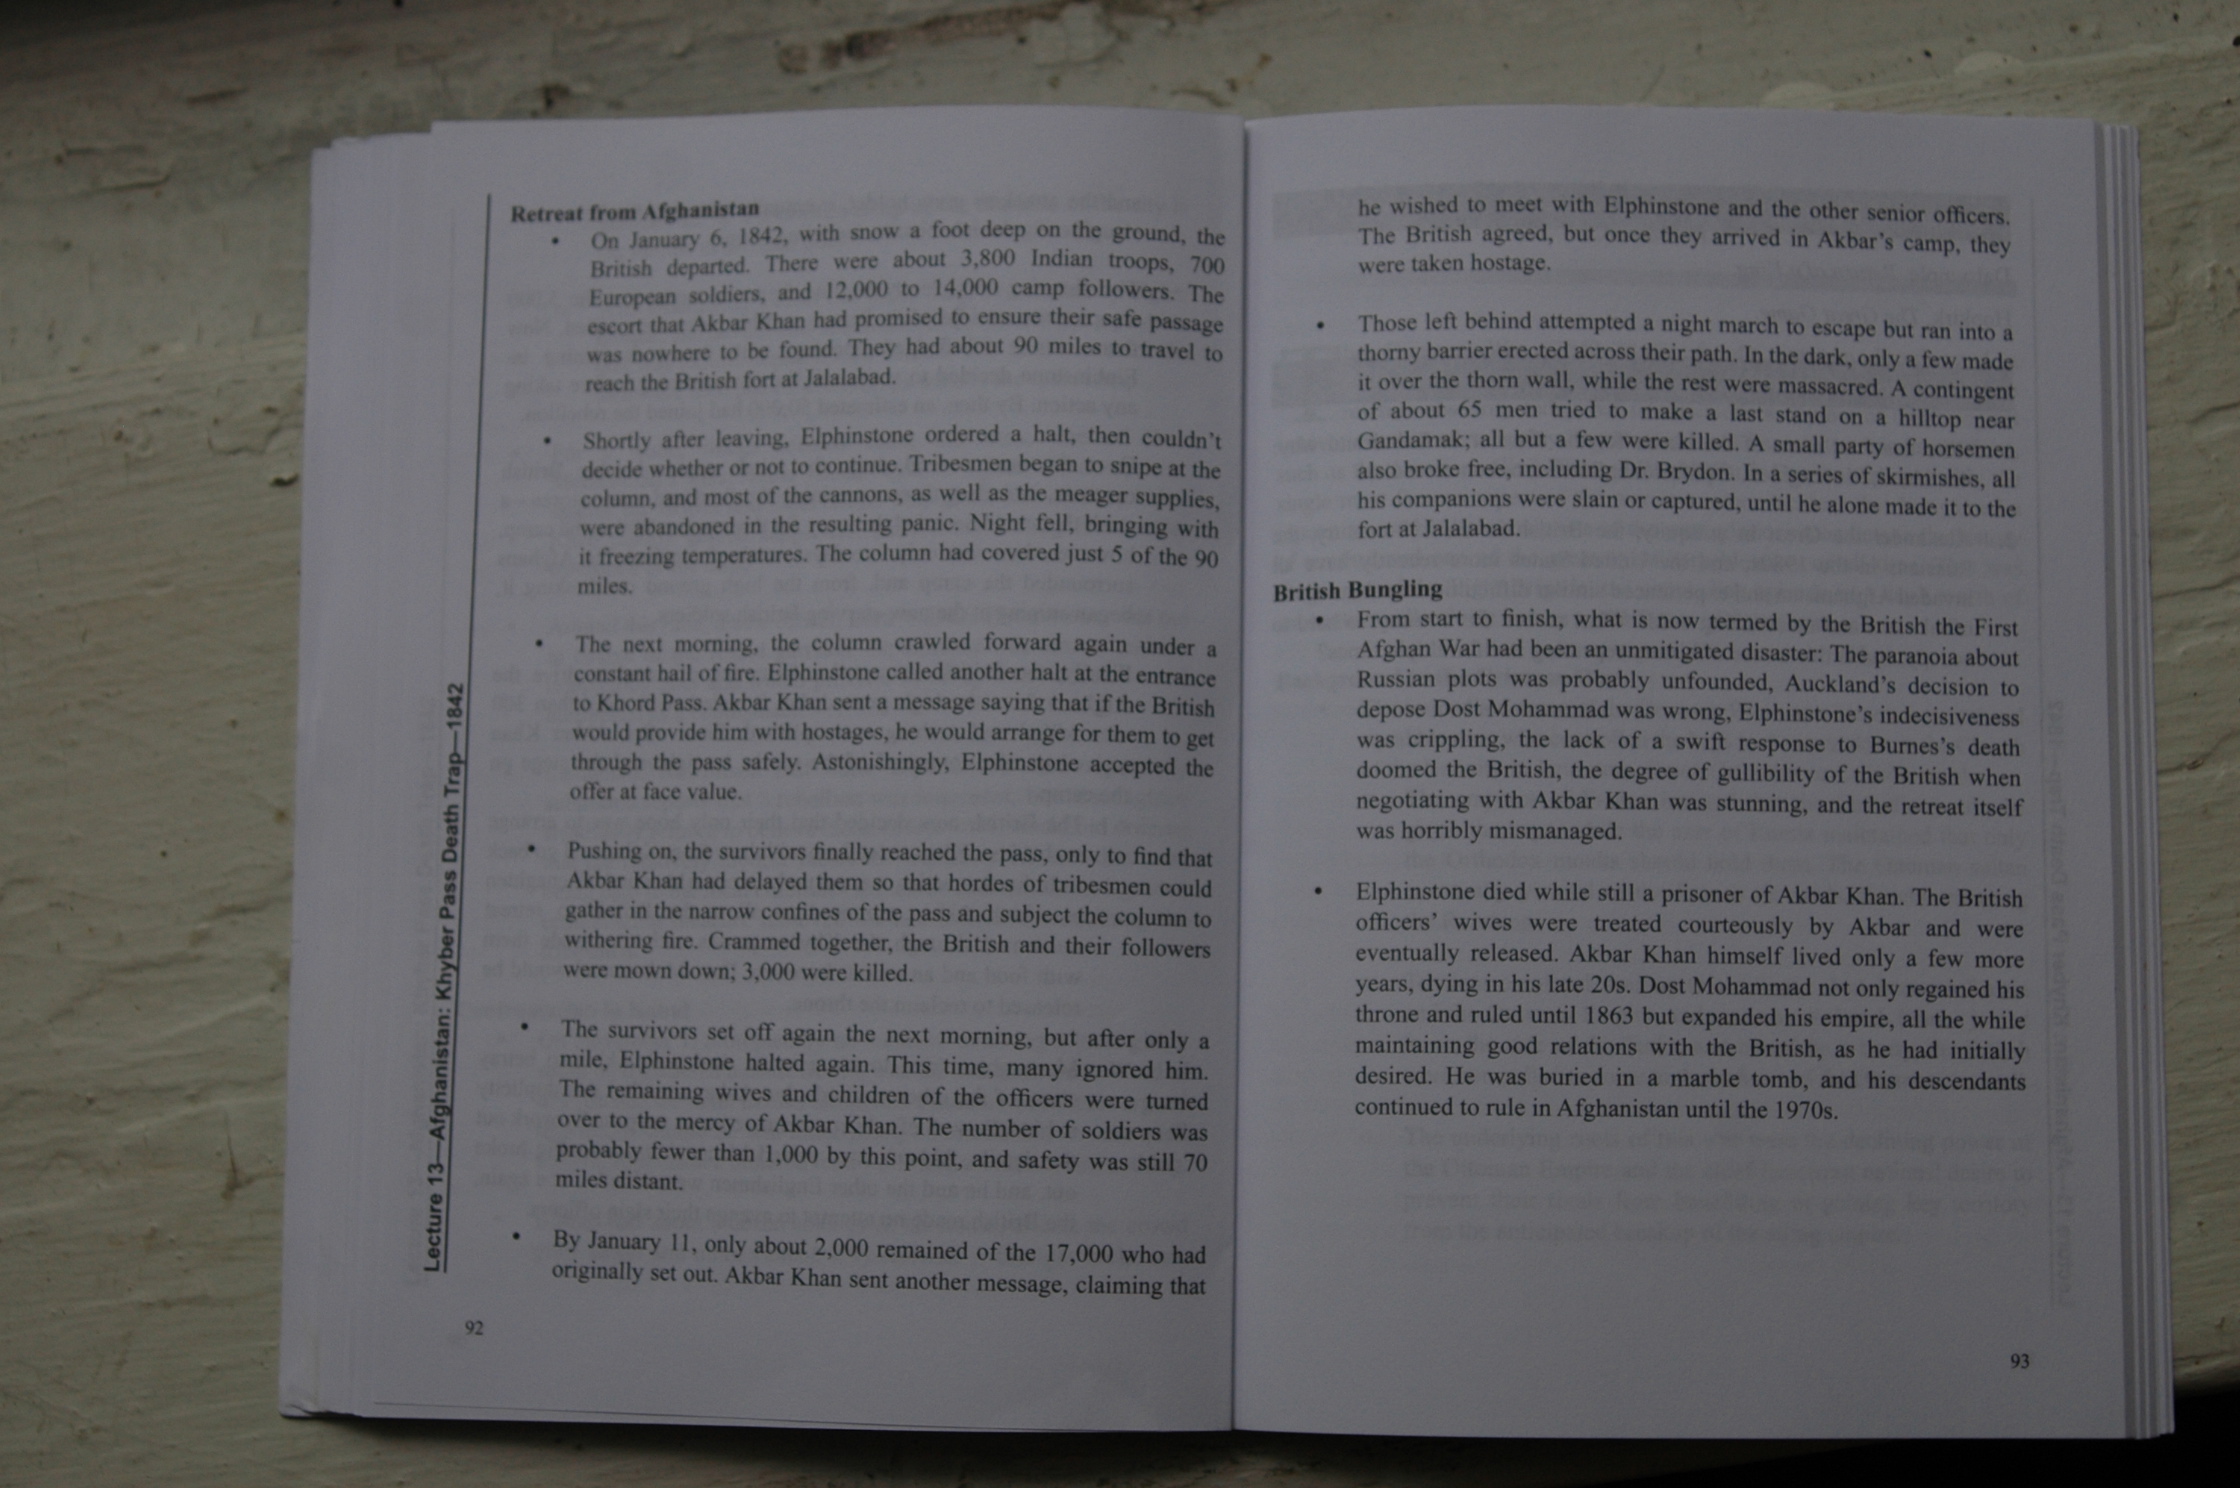 Retreat from Afghanistan
• On January 6, 1842, with snow a foot deep on the ground, the
British departed. There were about 3,800 Indian troops, 700
European soldiers, and 12,000 to 14,000 camp followers. The
escort that Akbar Khan had promised to ensure their safe passage
was nowhere to be found. They had about 90 miles to travel to
reach the British fort at Jalalabad.
• Shortly after leaving, Elphinstone ordered a halt, then couldn't
decide whether or not to continue. Tribesmen began to snipe at the
column, and most of the cannons, as well as the meager supplies,
were abandoned in the resulting panic. Night fell, bringing with
it freezing temperatures. The column had covered just 5 of the 90
miles.
• The next morning, the column crawled forward again under a
constant hail of fire. Elphinstone called another halt at the entrance
to Khord Pass. Akbar Khan sent a message saying that if the British
would provide him with hostages, he would arrange for them to get
through the pass safely. Astonishingly, Elphinstone accepted the
offer at face value.
• Pushing on, the survivors finally reached the pass, only to find that
Akbar Khan had delayed them so that hordes of tribesmen could
gather in the narrow confines of the pass and subject the column to
withering fire. Crammed together, the British and their followers
were mown down; 3,000 were killed.
• The survivors set off again the next morning, but after only a
mile, Elphinstone halted again. This time, many ignored him.
The remaining wives and children of the officers were turned
over to the mercy of Akbar Khan. The number of soldiers was
probably fewer than 1,000 by this point, and safety was still 70
miles distant.
• By January 11, only about 2,000 remained of the 17,000 who had
originally set out. Akbar Khan sent another message, claiming that
Lecture 13—Afghanistan: Khyber Pass Death Trap—1842
92
he wished to meet with Elphinstone and the other senior officers.
The British agreed, but once they arrived in Akbar's camp, they
were taken hostage.
• Those left behind attempted a night march to escape but ran into a
thorny barrier erected across their path. In the dark, only a few made
it over the thorn wall, while the rest were massacred. A contingent
of about 65 men tried to make a last stand on a hilltop near
Gandamak; all but a few were killed. A small party of horsemen
also broke free, including Dr. Brydon. In a series of skirmishes, all
his companions were slain or captured, until he alone made it to the
fort at Jalalabad.
British Bungling
• From start to finish, what is now termed by the British the First
Afghan War had been an unmitigated disaster: The paranoia about
Russian plots was probably unfounded, Auckland's decision to
depose Dost Mohammad was wrong, Elphinstone's indecisiveness
was crippling, the lack of a swift response to Burnes's death
doomed the British, the degree of gullibility of the British when
negotiating with Akbar Khan was stunning, and the retreat itself
was horribly mismanaged.
• Elphinstone died while still a prisoner of Akbar Khan. The British
officers' wives were treated courteously by Akbar and were
eventually released. Akbar Khan himself lived only a few more
years, dying in his late 20s. Dost Mohammad not only regained his
throne and ruled until 1863 but expanded his empire, all the while
maintaining good relations with the British, as he had initially
desired. He was buried in a marble tomb, and his descendants
continued to rule in Afghanistan until the 1970s.
93